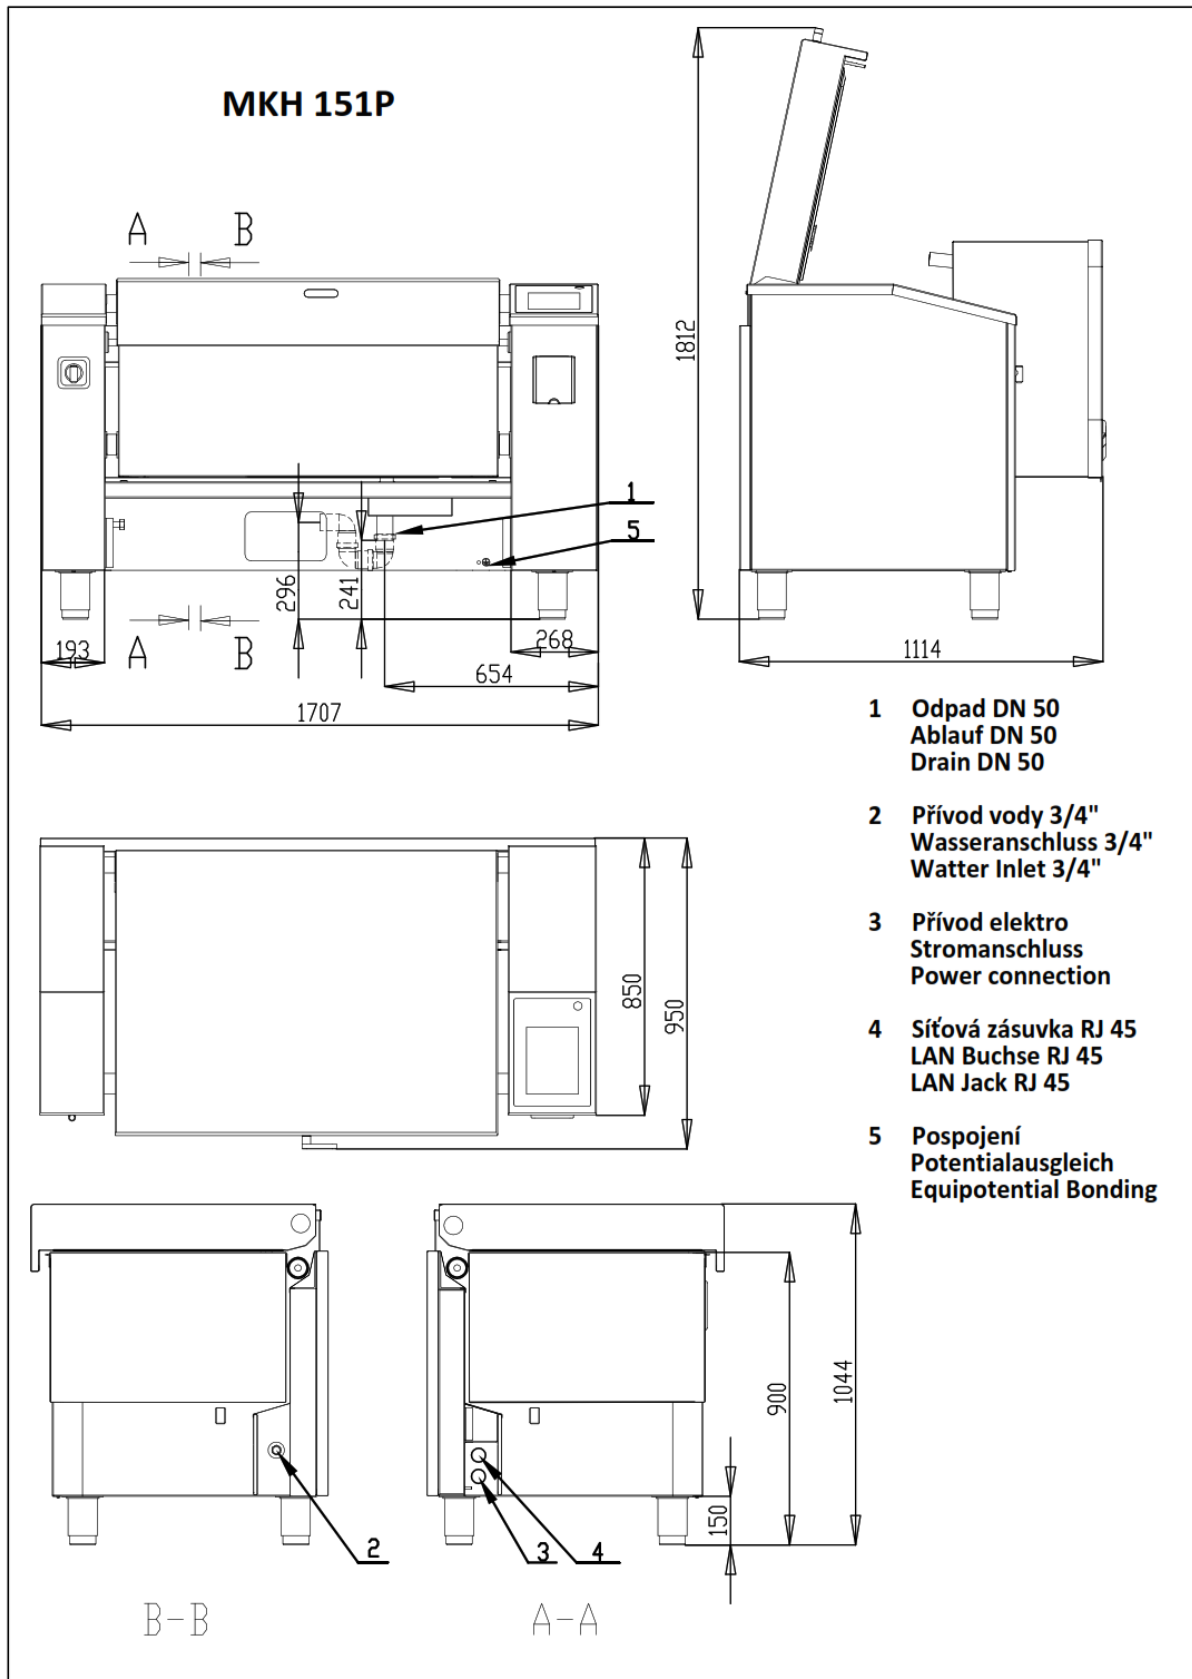 MKH 151P
A B
1812
1
5
296
241
A B
193
268
654
1707
1114
1 Odpad DN 50
Ablauf DN 50
Drain DN 50
2 Přívod vody 3/4"
Wasseranschluss 3/4"
Watter Inlet 3/4"
3 Přívod elektro
Stromanschluss
Power connection
4 Síťová zásuvka RJ 45
LAN Buchse RJ 45
LAN Jack RJ 45
5 Pospojení
Potentialausgleich
Equipotential Bonding
850
950
900
1044
150
2
3
4
B-B
A-A